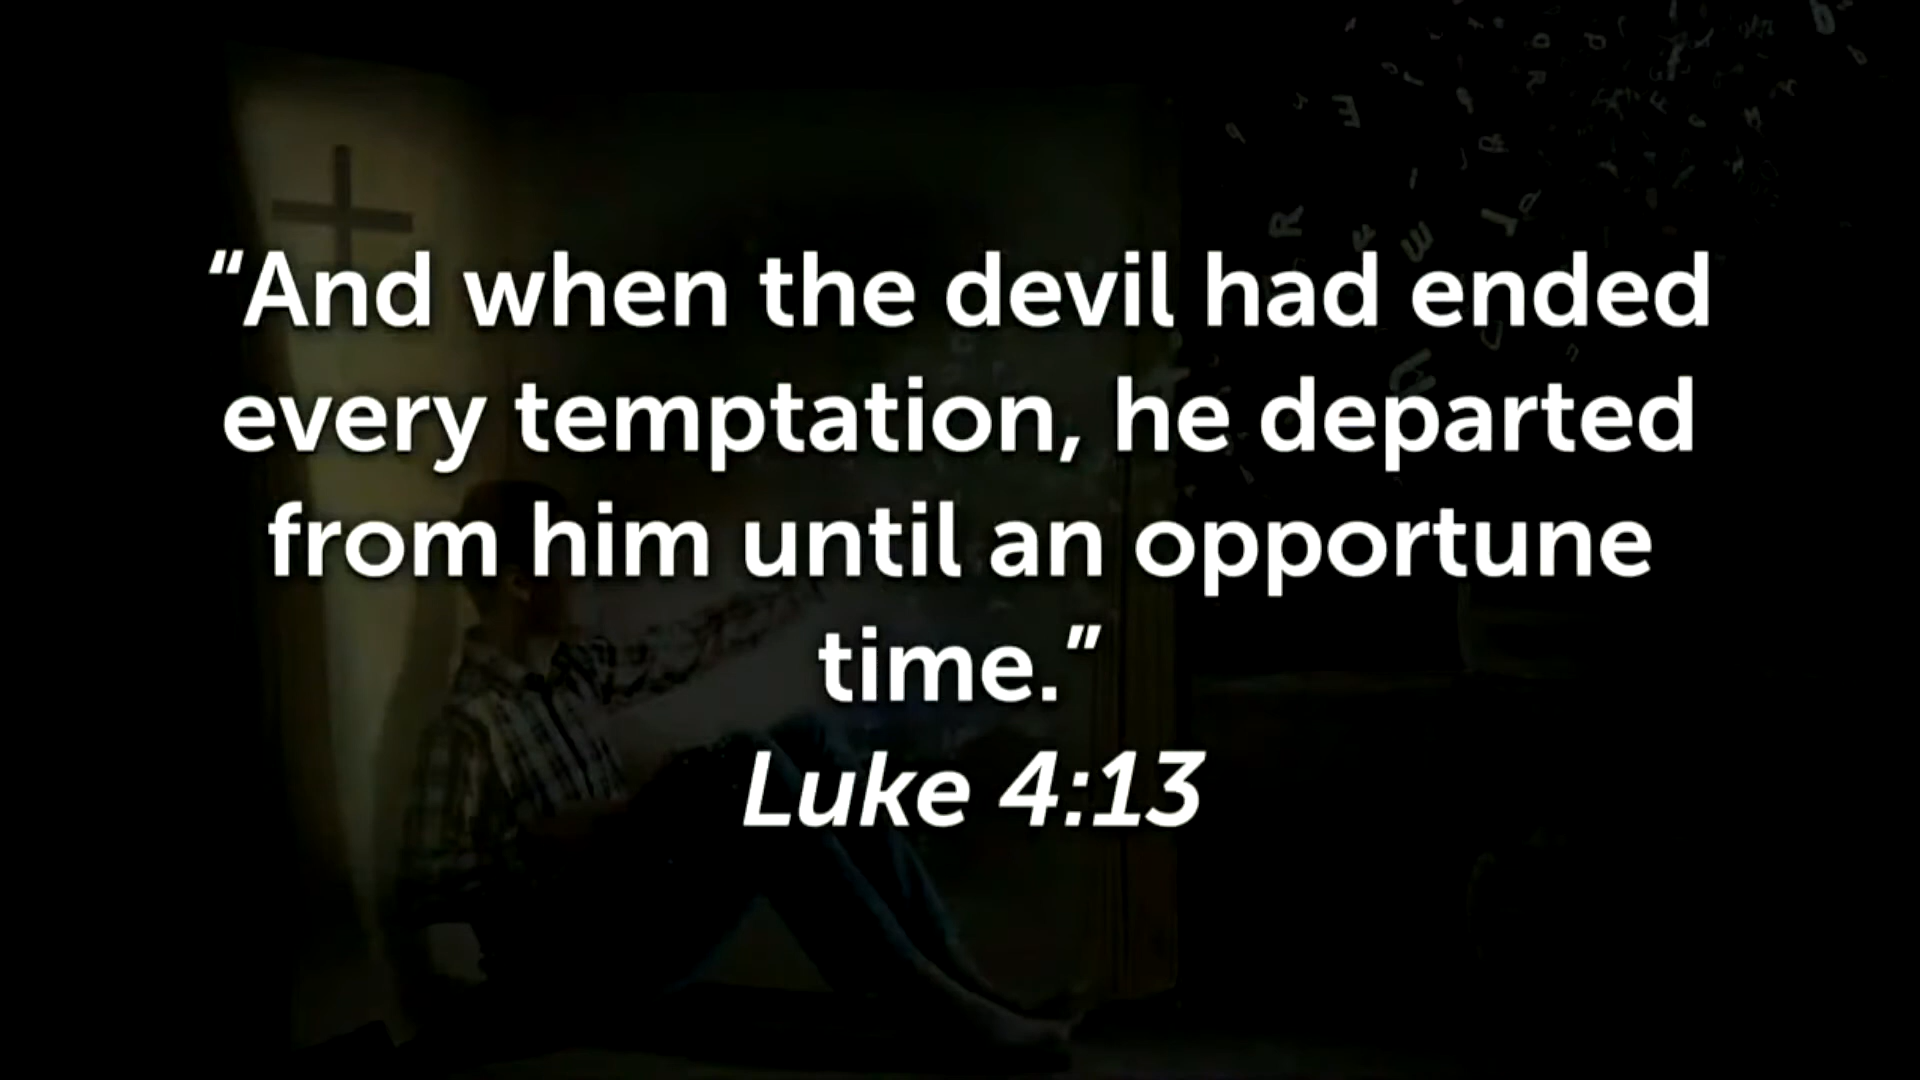 “And when the devil had ended
every temptation, he departed
from him until an opportune
time.”
Luke 4:13